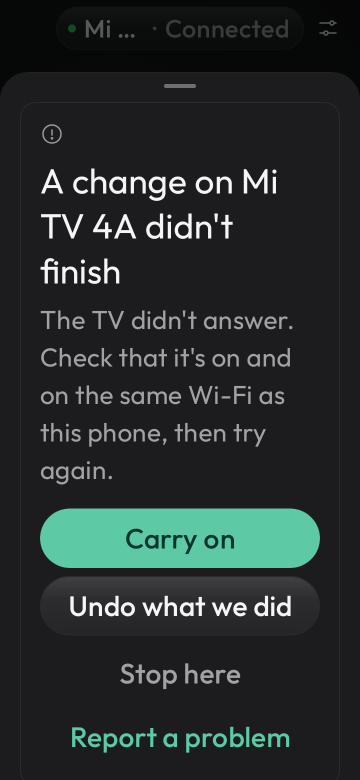 Mi ... · Connected
A change on Mi
TV 4A didn't
finish
The TV didn't answer.
Check that it's on and
on the same Wi-Fi as
this phone, then try
again.
Carry on
Undo what we did
Stop here
Report a problem